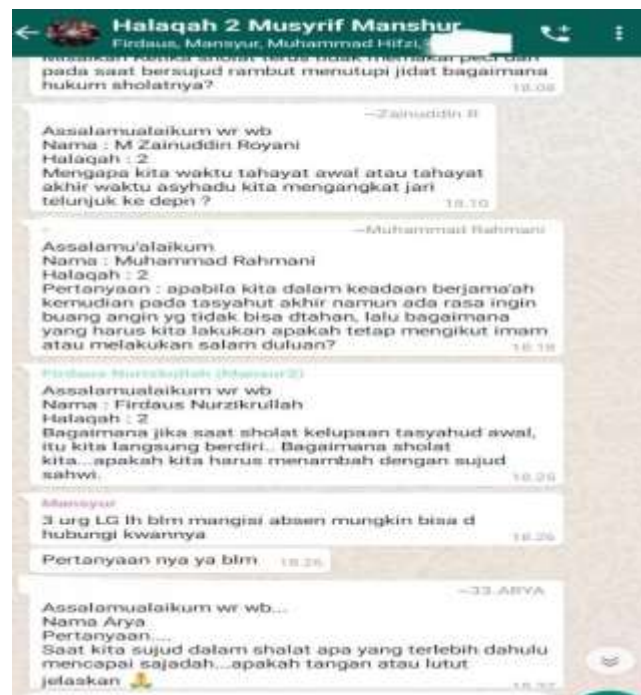 Halaqah 2 Musyrif Manshur
Firdaus, Mansyur, Muhammad Hifzi,
pada saat bersujud rambut menutupi jidat bagaimana
hukum sholatnya?
18.08
~Zainuddin R
Assalamualaikum wr wb
Nama : M Zainuddin Royani
Halaqah : 2
Mengapa kita waktu tahayat awal atau tahayat
akhir waktu asyhadu kita mengangkat jari
telunjuk ke depn ?
18.10
~Muhammad Rahmani
Assalamu'alaikum
Nama : Muhammad Rahmani
Halaqah : 2
Pertanyaan : apabila kita dalam keadaan berjama'ah
kemudian pada tasyahut akhir namun ada rasa ingin
buang angin yg tidak bisa dtahan, lalu bagaimana
yang harus kita lakukan apakah tetap mengikut imam
atau melakukan salam duluan?
18.18
Firdaus Nurzikrullah (Mansur2)
Assalamualaikum wr wb
Nama : Firdaus Nurzikrullah
Halaqah : 2
Bagaimana jika saat sholat kelupaan tasyahud awal,
itu kita langsung berdiri.. Bagaimana sholat
kita...apakah kita harus menambah dengan sujud
sahwi.
18.26
Mansyur
3 urg LG lh blm mangisi absen mungkin bisa d
hubungi kwannya
18.26
Pertanyaan nya ya blm
18.26
~33.ARYA
Assalamualaikum wr wb...
Nama Arya
Pertanyaan....
Saat kita sujud dalam shalat apa yang terlebih dahulu
mencapai sajadah...apakah tangan atau lutut
jelaskan 🙏